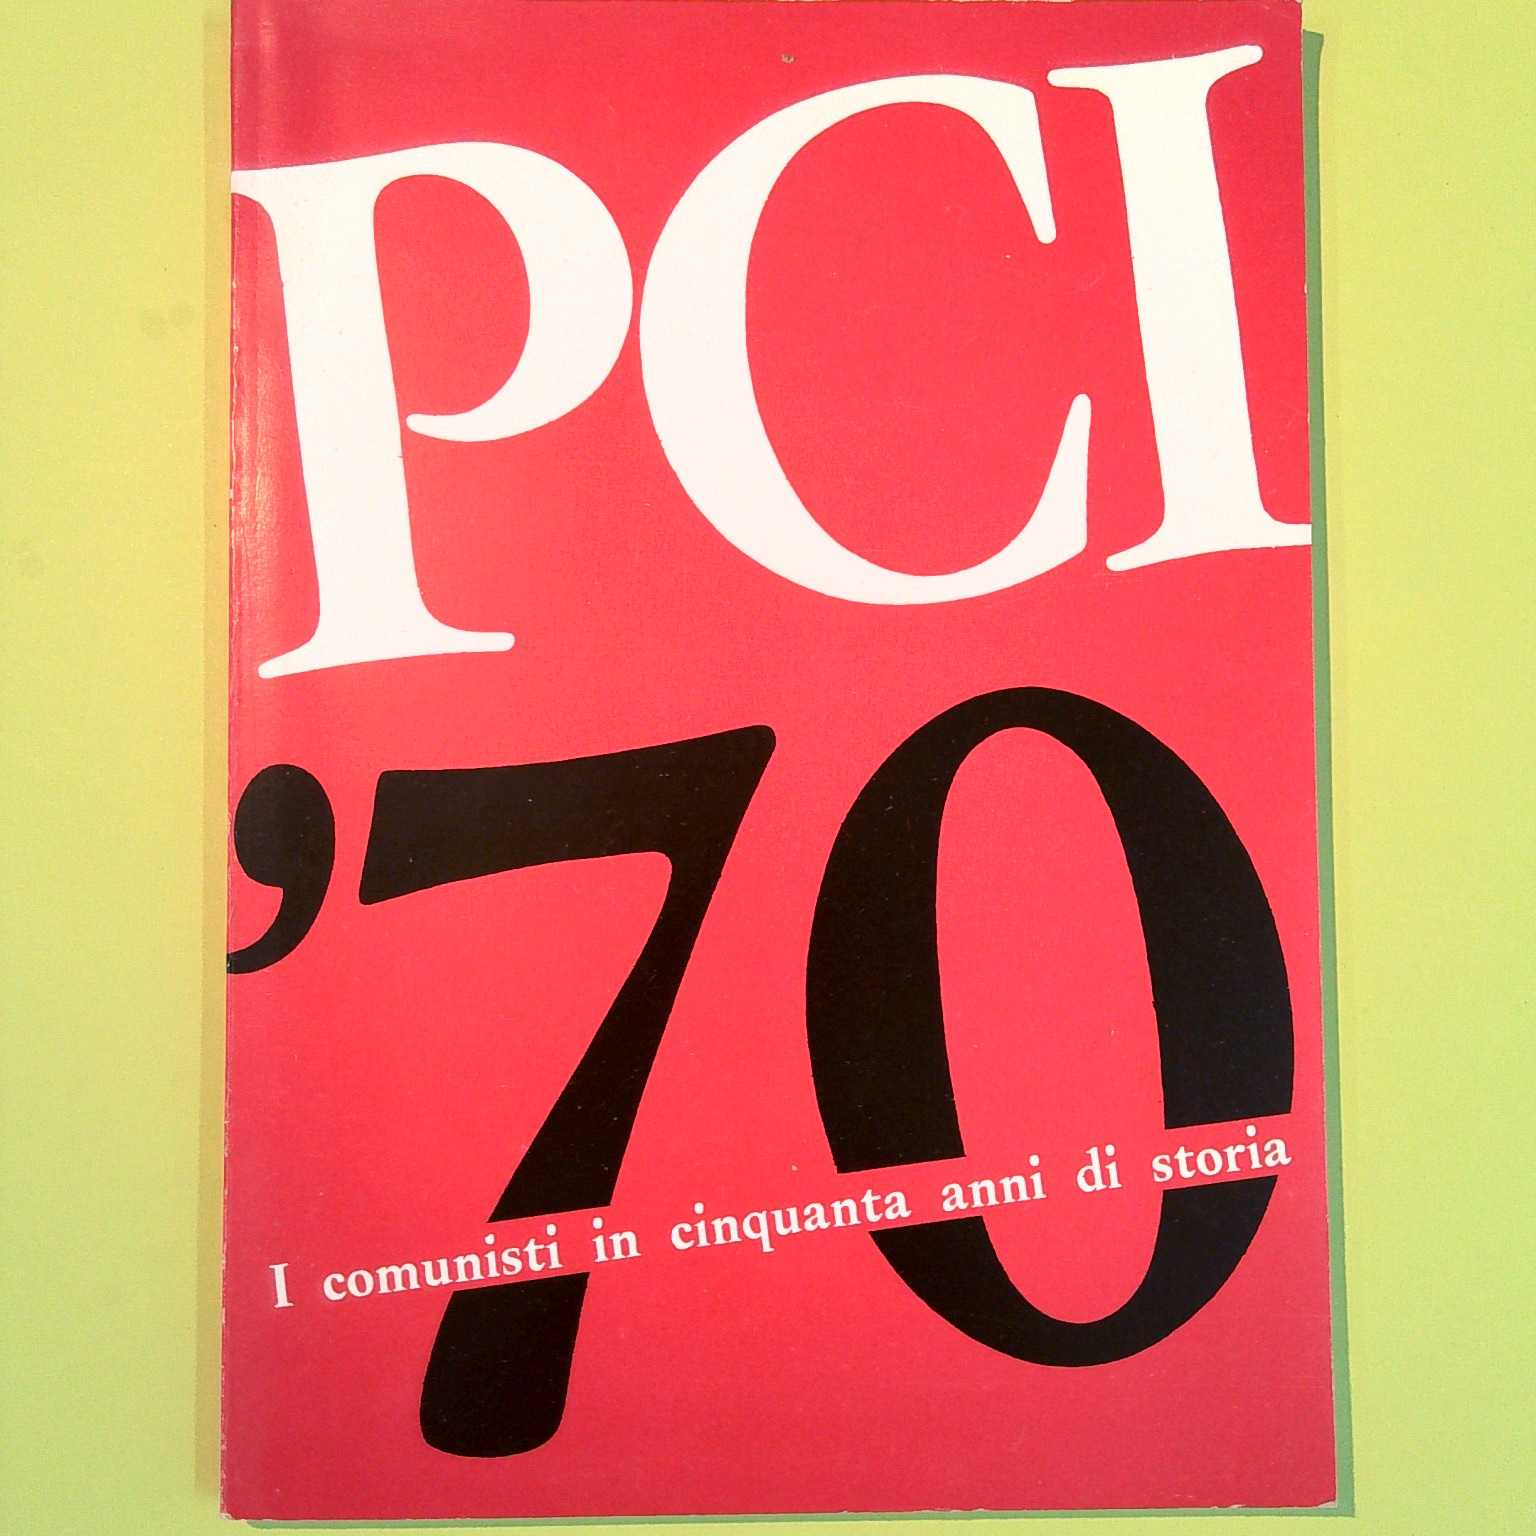 PCI
’70
I comunisti in cinquanta anni di storia